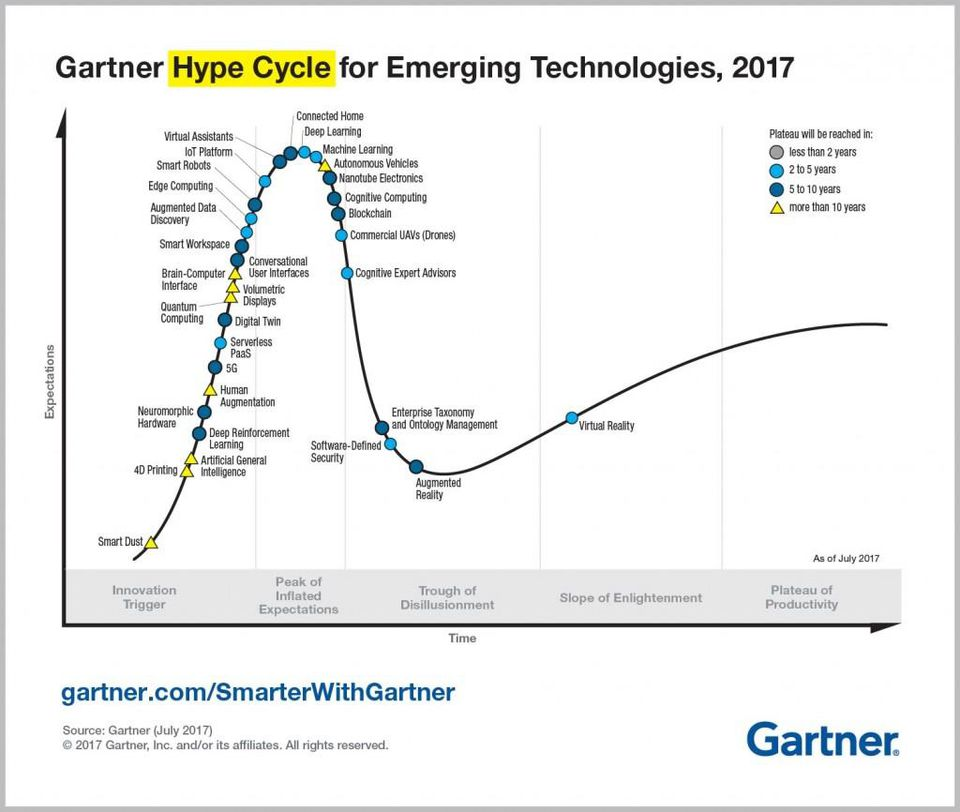 Gartner Hype Cycle for Emerging Technologies, 2017
Connected Home
Deep Learning
Virtual Assistants
Machine Learning
IoT Platform
Autonomous Vehicles
Smart Robots
Nanotube Electronics
Edge Computing
Cognitive Computing
Augmented Data
Discovery
Blockchain
Commercial UAVs (Drones)
Smart Workspace
Conversational
User Interfaces
Cognitive Expert Advisors
Brain-Computer
Interface
Volumetric
Displays
Quantum
Computing
Digital Twin
Serverless
PaaS
5G
Human
Augmentation
Neuromorphic
Hardware
Deep Reinforcement
Learning
Artificial General
Intelligence
4D Printing
Smart Dust
Enterprise Taxonomy
and Ontology Management
Software-Defined
Security
Augmented
Reality
Virtual Reality
Plateau will be reached in:
less than 2 years
2 to 5 years
5 to 10 years
more than 10 years
As of July 2017
Expectations
Innovation
Trigger
Peak of
Inflated
Expectations
Trough of
Disillusionment
Slope of Enlightenment
Plateau of
Productivity
Time
gartner.com/SmarterWithGartner
Source: Gartner (July 2017)
© 2017 Gartner, Inc. and/or its affiliates. All rights reserved.
Gartner®